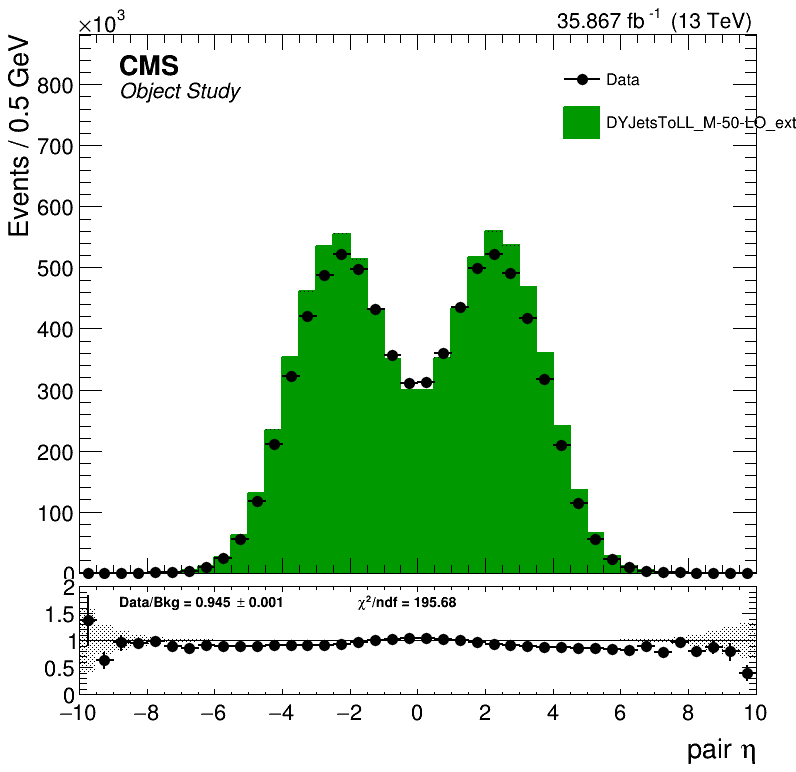 ×10³
35.867 fb⁻¹ (13 TeV)
Events / 0.5 GeV
CMS
Object Study
Data
DYJetsToLL_M-50-LO_ext
800
700
600
500
400
300
200
100
0
Data/Bkg = 0.945 ± 0.001
χ²/ndf = 195.68
2
1.5
1
0.5
0
−10 −8 −6 −4 −2 0 2 4 6 8 10
pair η